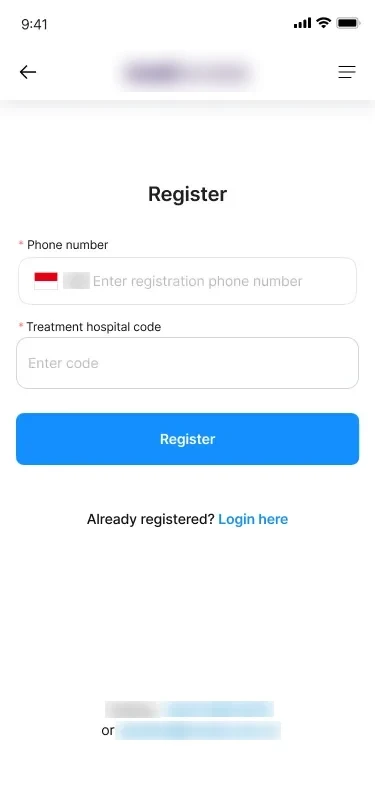 9:41
Register
* Phone number
Enter registration phone number
* Treatment hospital code
Enter code
Register
Already registered? Login here
or